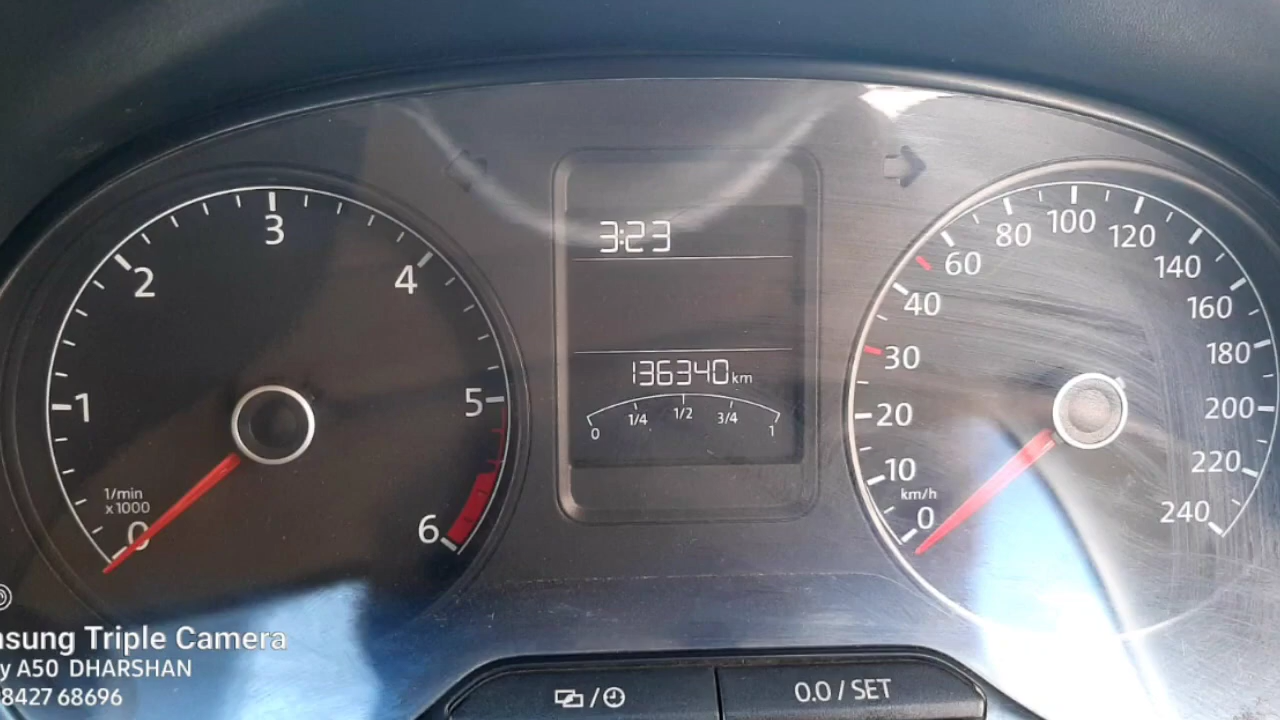 3:23
136340 km
0 1/4 1/2 3/4 1
0 1 2 3 4 5 6
1/min
x1000
0 10 20 30 40 60 80 100 120 140 160 180 200 220 240
km/h
/
0.0 / SET
sung Triple Camera
y A50 DHARSHAN
8427 68696